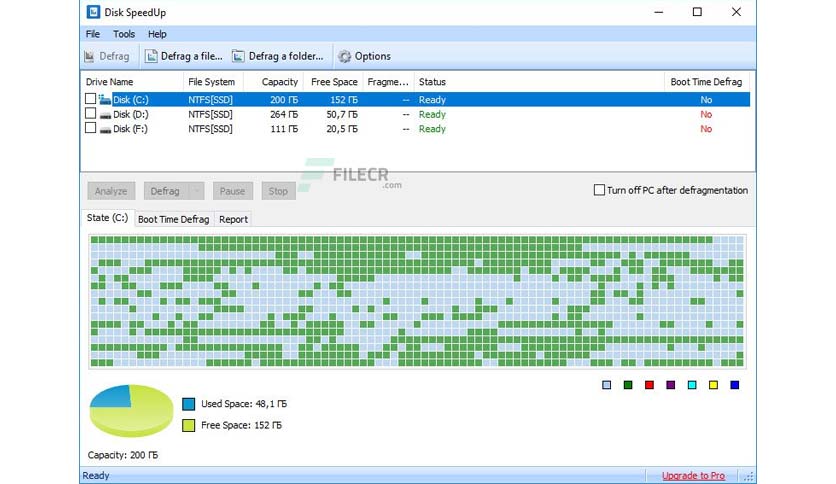 Disk SpeedUp
File Tools Help
Defrag Defrag a file... Defrag a folder... Options
Drive Name File System Capacity Free Space Fragme... Status Boot Time Defrag
Disk (C:) NTFS[SSD] 200 ГБ 152 ГБ -- Ready No
Disk (D:) NTFS[SSD] 264 ГБ 50,7 ГБ -- Ready No
Disk (F:) NTFS[SSD] 111 ГБ 20,5 ГБ -- Ready No
FILECR
.com
Analyze Defrag Pause Stop Turn off PC after defragmentation
State (C:) Boot Time Defrag Report
Used Space: 48,1 ГБ
Free Space: 152 ГБ
Capacity: 200 ГБ
Ready Upgrade to Pro